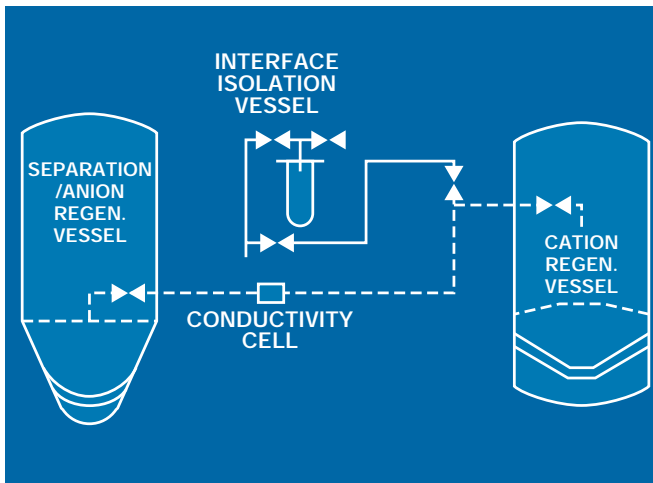 INTERFACE
ISOLATION
VESSEL
SEPARATION
/ANION
REGEN.
VESSEL
CATION
REGEN.
VESSEL
CONDUCTIVITY
CELL